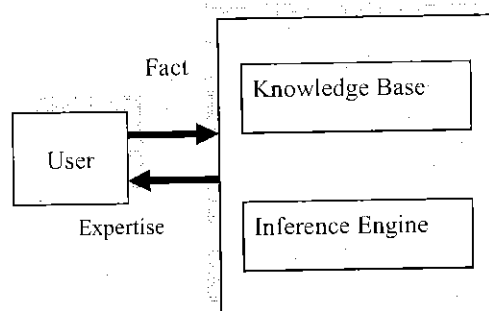 Fact
Knowledge Base
User
Expertise
Inference Engine